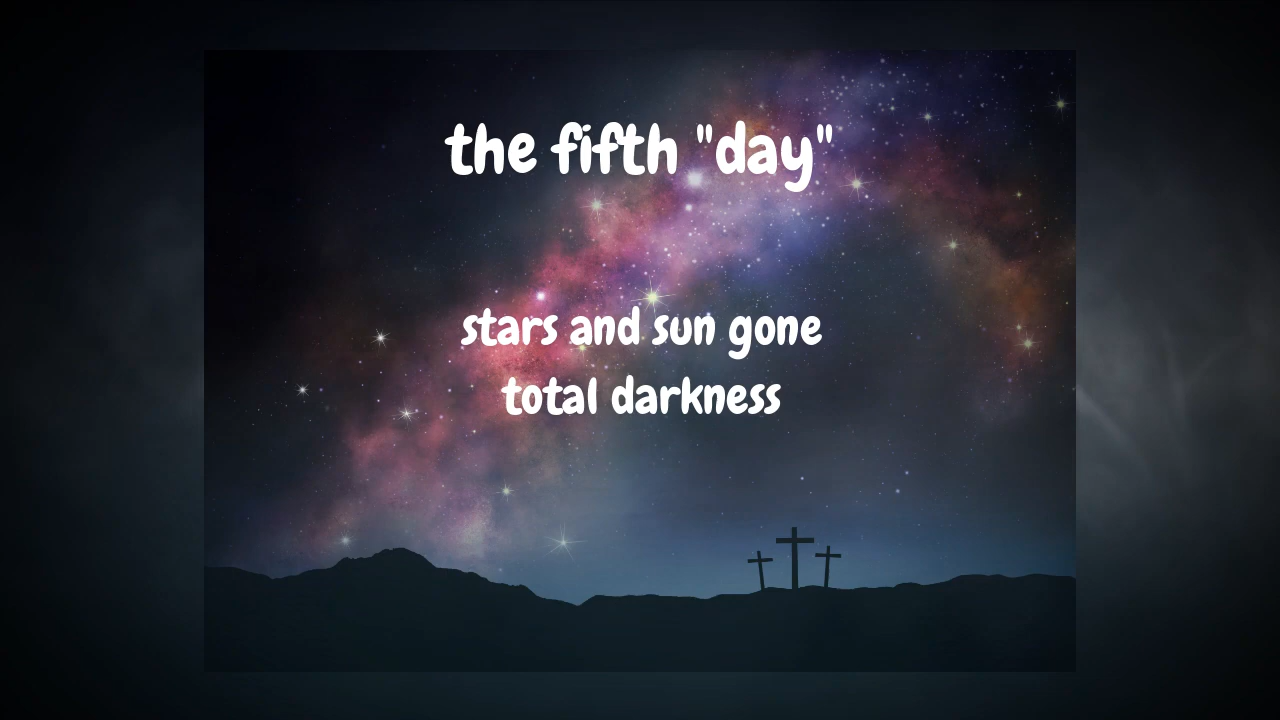 the fifth "day"
stars and sun gone
total darkness